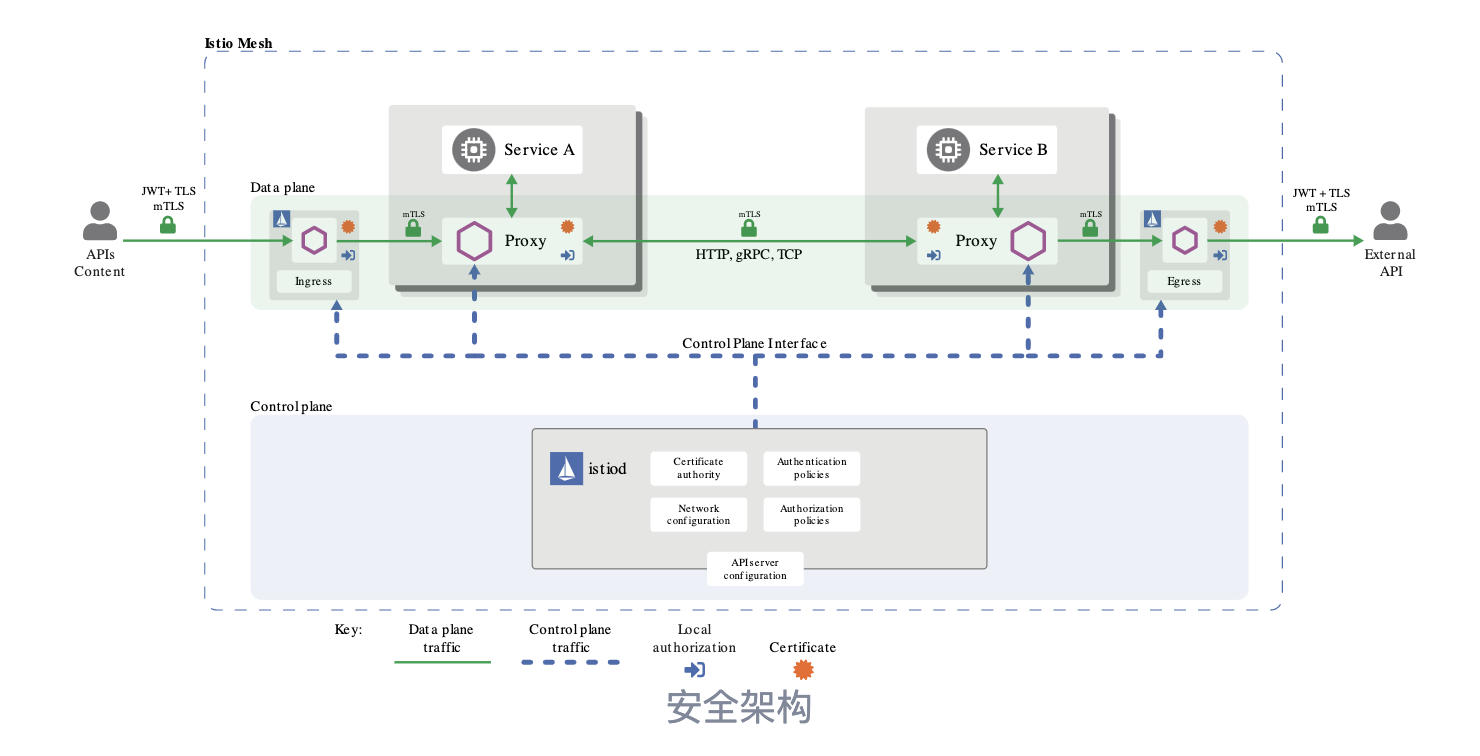 Istio Mesh
Service A
Service B
Data plane
JWT+ TLS
mTLS
JWT + TLS
mTLS
mTLS
mTLS
mTLS
Proxy
Proxy
HTTP, gRPC, TCP
APIs
Content
External
API
Ingress
Egress
Control Plane Interface
Control plane
istiod
Certificate
authority
Authentication
policies
Network
configuration
Authorization
policies
API server
configuration
Key:
Data plane
traffic
Control plane
traffic
Local
authorization
Certificate
安全架构